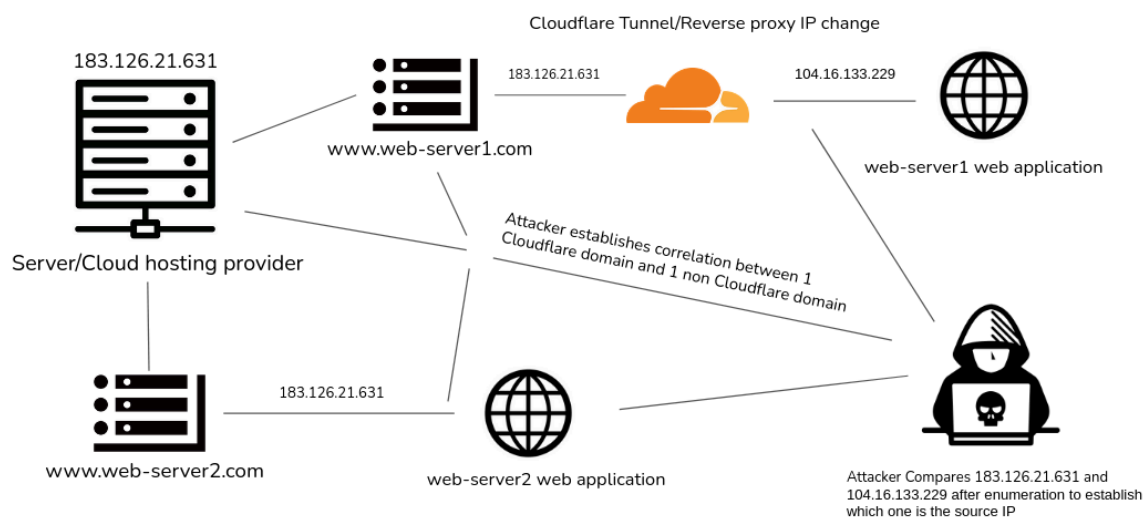 Cloudflare Tunnel/Reverse proxy IP change
183.126.21.631
183.126.21.631
104.16.133.229
www.web-server1.com
web-server1 web application
Attacker establishes correlation between 1
Cloudflare domain and 1 non Cloudflare domain
Server/Cloud hosting provider
183.126.21.631
www.web-server2.com
web-server2 web application
Attacker Compares 183.126.21.631 and
104.16.133.229 after enumeration to establish
which one is the source IP